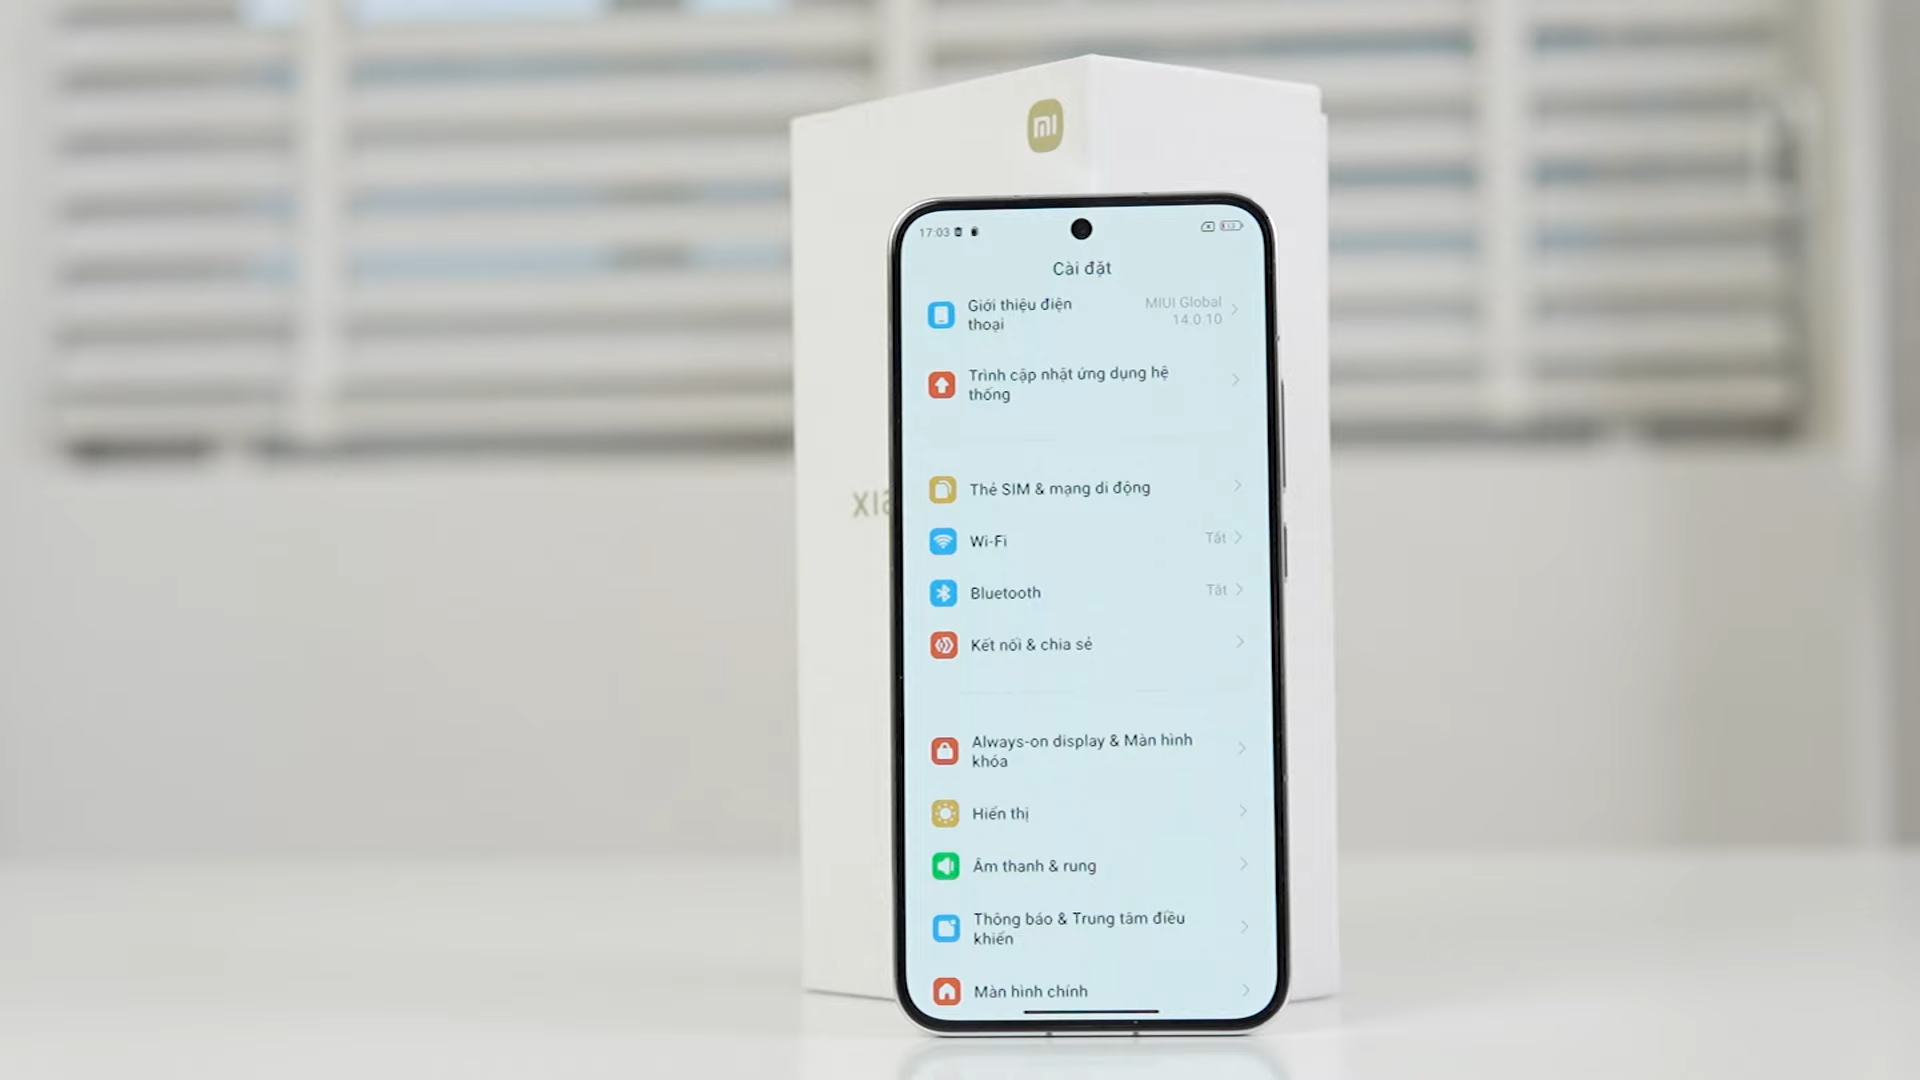 mi
17:03
Cài đặt
Giới thiệu điện
thoại
MIUI Global
14.0.10
Trình cập nhật ứng dụng hệ
thống
Thẻ SIM & mạng di động
XIA
Wi-Fi
Tắt
Bluetooth
Tắt
Kết nối & chia sẻ
Always-on display & Màn hình
khóa
Hiển thị
Âm thanh & rung
Thông báo & Trung tâm điều
khiển
Màn hình chính